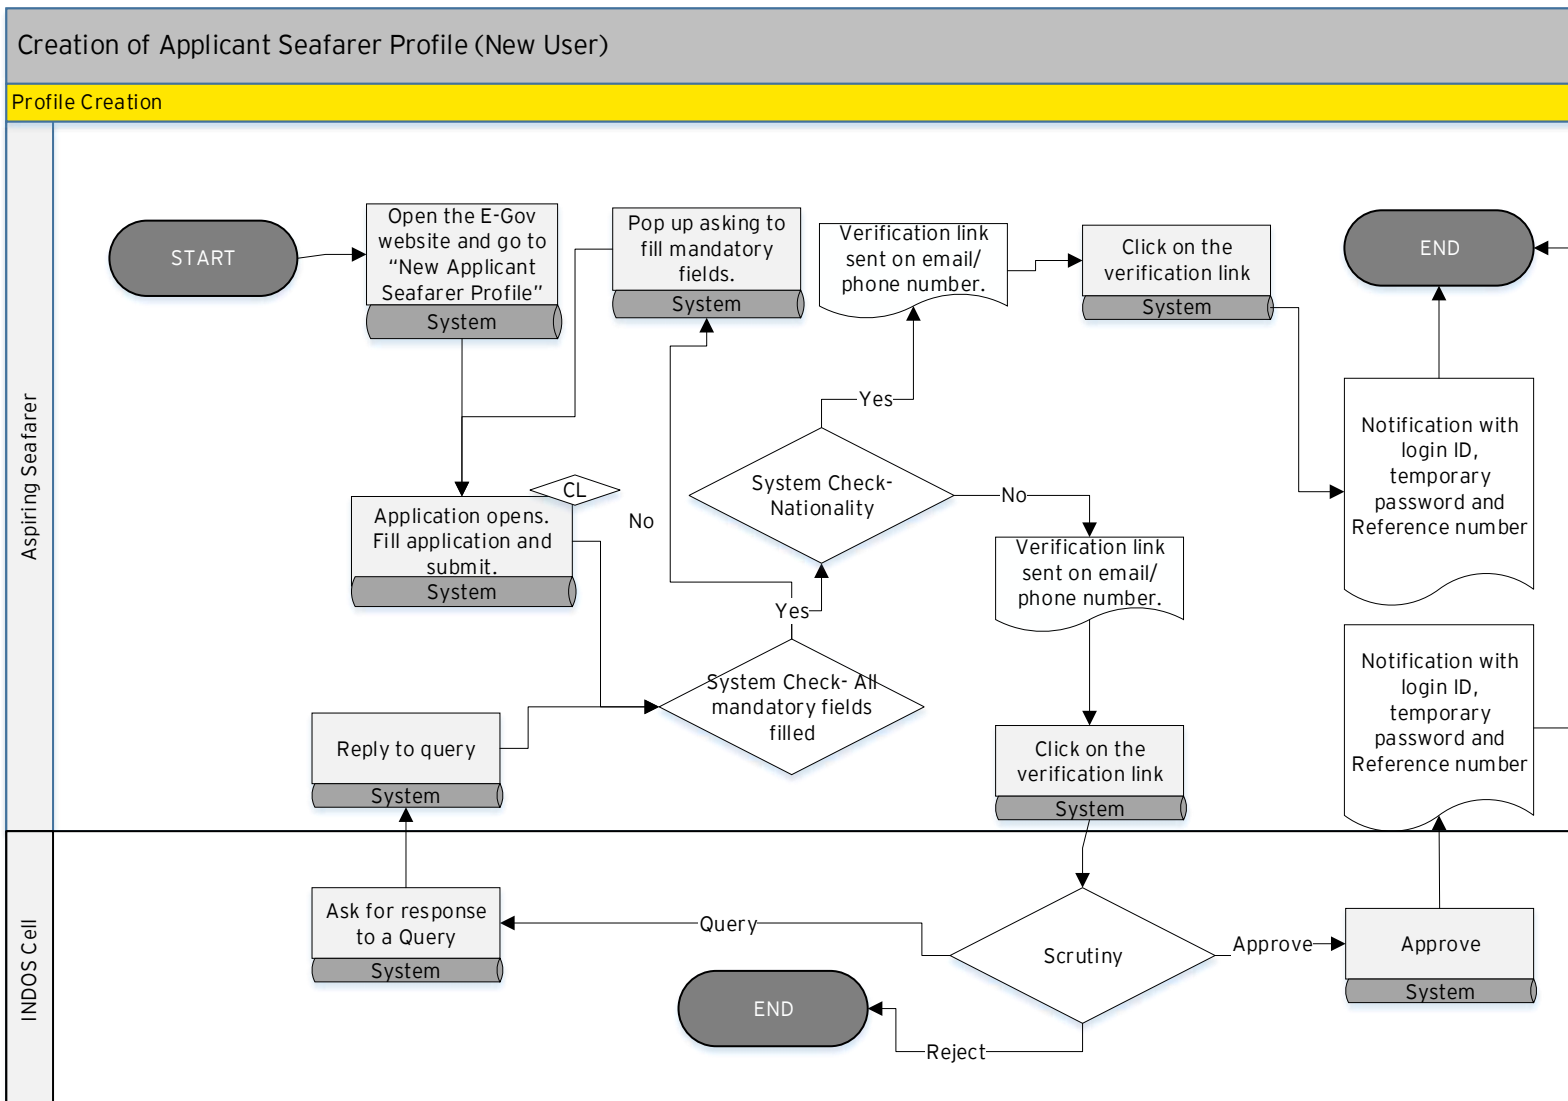 Creation of Applicant Seafarer Profile (New User)
Profile Creation
Aspiring Seafarer
START
Open the E-Gov
website and go to
“New Applicant
Seafarer Profile”
System
Pop up asking to
fill mandatory
fields.
System
Verification link
sent on email/
phone number.
Click on the
verification link
System
END
Yes
Notification with
login ID,
temporary
password and
Reference number
System Check-
Nationality
No
CL
No
Application opens.
Fill application and
submit.
System
Verification link
sent on email/
phone number.
Yes
System Check- All
mandatory fields
filled
Notification with
login ID,
temporary
password and
Reference number
Reply to query
System
Click on the
verification link
System
INDOS Cell
Ask for response
to a Query
System
Query
Scrutiny
Approve
Approve
System
END
Reject